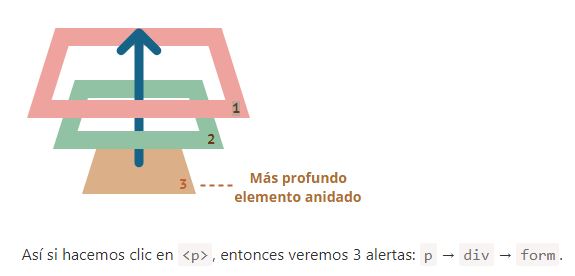 1
2
3
Más profundo
elemento anidado
Así si hacemos clic en <p>, entonces veremos 3 alertas: p → div → form.